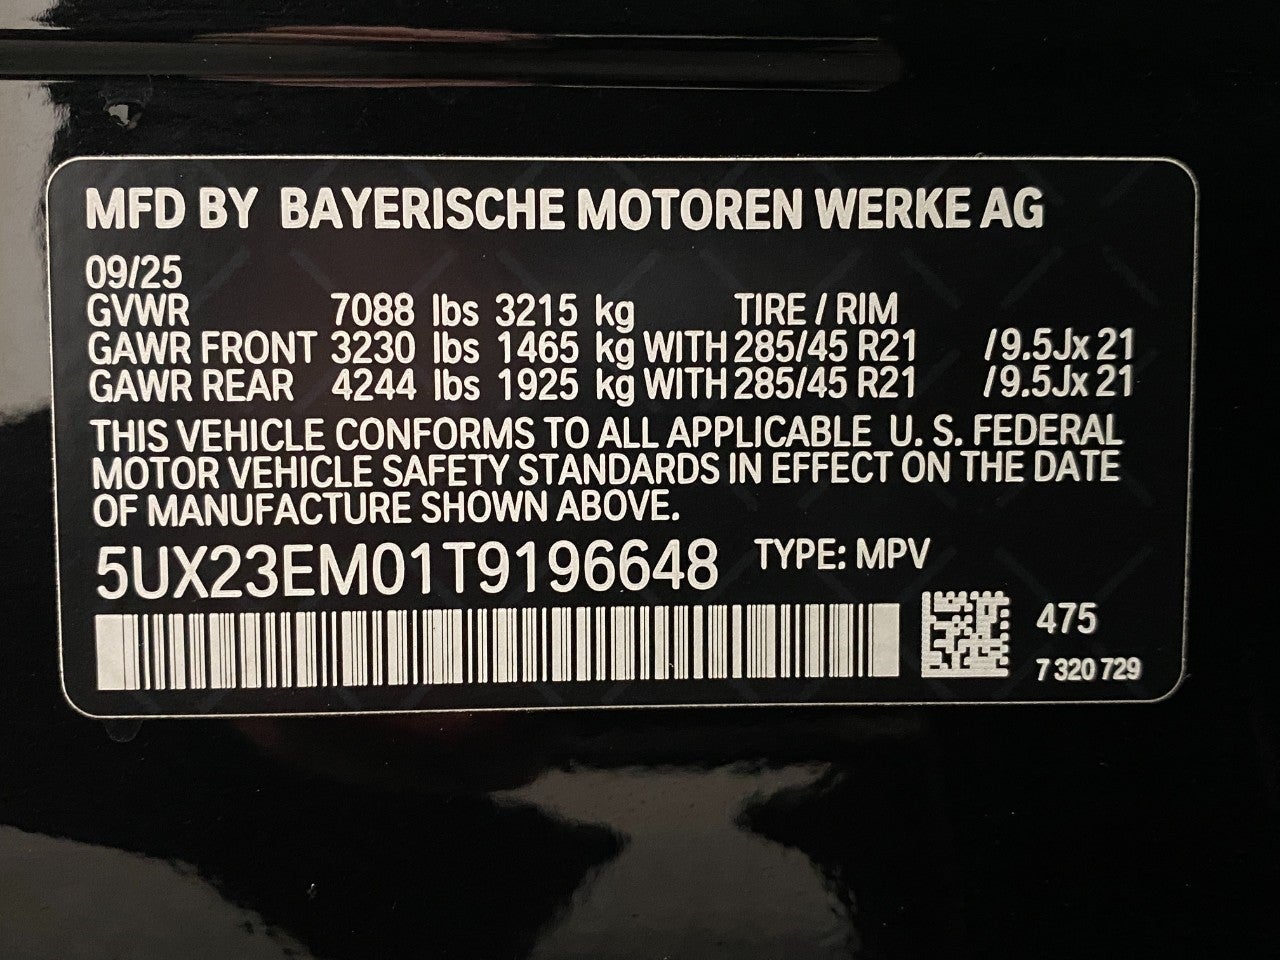 MFD BY BAYERISCHE MOTOREN WERKE AG
09/25
GVWR 7088 lbs 3215 kg TIRE / RIM
GAWR FRONT 3230 lbs 1465 kg WITH 285/45 R21 /9.5Jx 21
GAWR REAR 4244 lbs 1925 kg WITH 285/45 R21 /9.5Jx 21
THIS VEHICLE CONFORMS TO ALL APPLICABLE U. S. FEDERAL
MOTOR VEHICLE SAFETY STANDARDS IN EFFECT ON THE DATE
OF MANUFACTURE SHOWN ABOVE.
5UX23EM01T9196648 TYPE: MPV
475
7 320 729